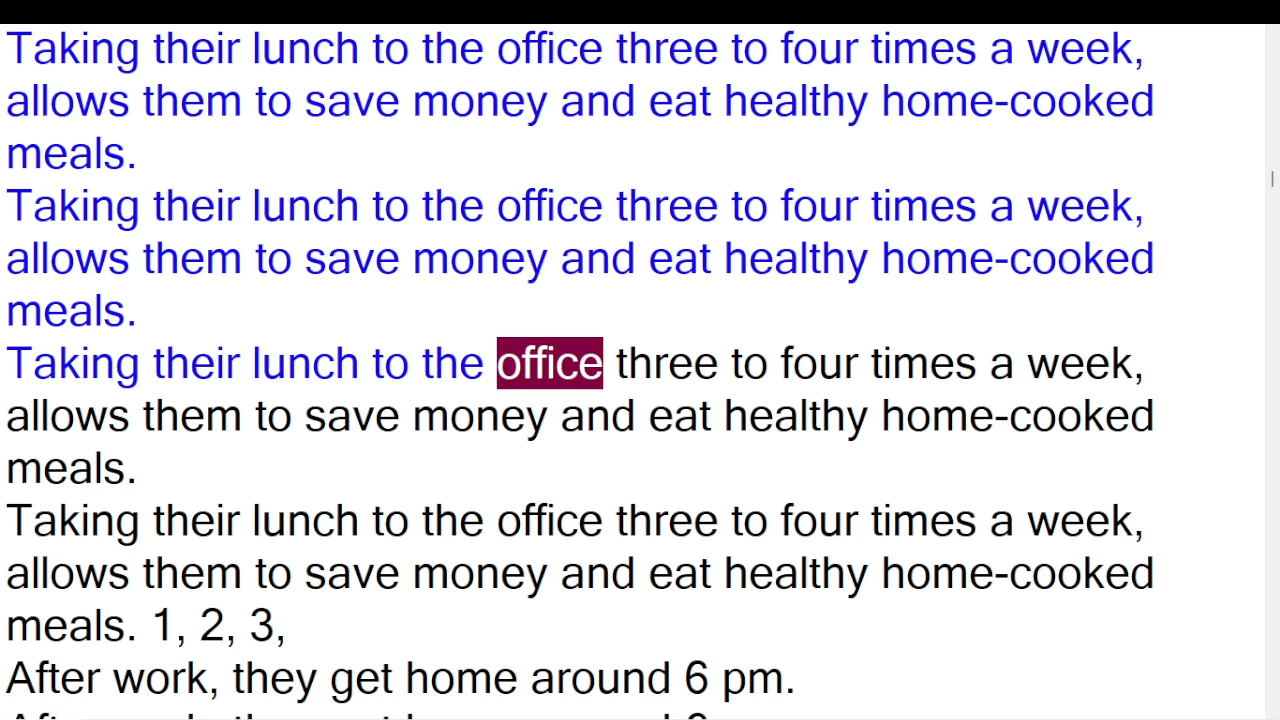 Taking their lunch to the office three to four times a week,
allows them to save money and eat healthy home-cooked
meals.
Taking their lunch to the office three to four times a week,
allows them to save money and eat healthy home-cooked
meals.
Taking their lunch to the office three to four times a week,
allows them to save money and eat healthy home-cooked
meals.
Taking their lunch to the office three to four times a week,
allows them to save money and eat healthy home-cooked
meals. 1, 2, 3,
After work, they get home around 6 pm.